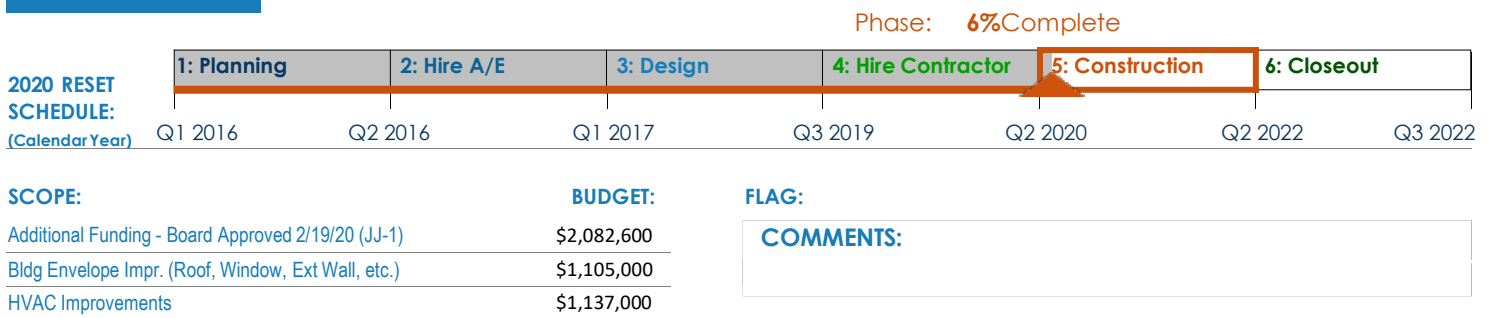 Phase: 6%Complete
1: Planning 2: Hire A/E 3: Design 4: Hire Contractor 5: Construction 6: Closeout
2020 RESET
SCHEDULE:
(Calendar Year) Q1 2016 Q2 2016 Q1 2017 Q3 2019 Q2 2020 Q2 2022 Q3 2022
SCOPE: BUDGET: FLAG:
Additional Funding - Board Approved 2/19/20 (JJ-1) $2,082,600
COMMENTS:
Bldg Envelope Impr. (Roof, Window, Ext Wall, etc.) $1,105,000
HVAC Improvements $1,137,000